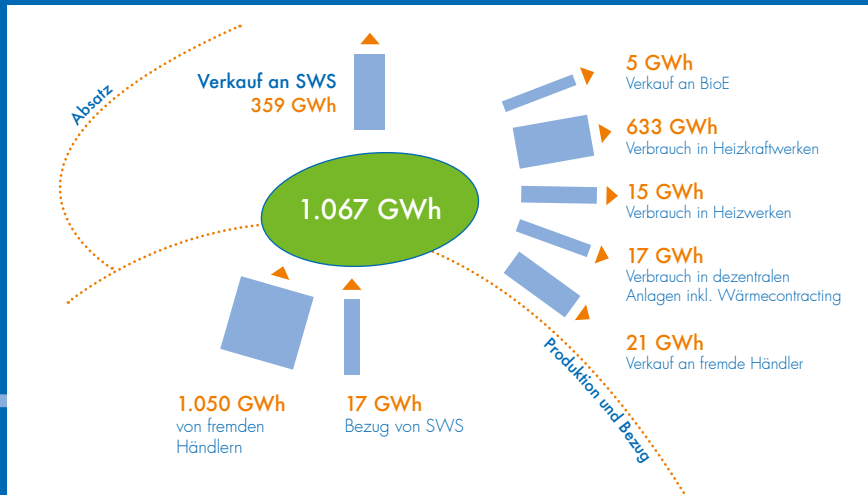 Absatz
Verkauf an SWS
359 GWh
5 GWh
Verkauf an BioE
633 GWh
Verbrauch in Heizkraftwerken
15 GWh
Verbrauch in Heizwerken
17 GWh
Verbrauch in dezentralen
Anlagen inkl. Wärmecontracting
21 GWh
Verkauf an fremde Händler
1.067 GWh
Produktion und Bezug
1.050 GWh
von fremden
Händlern
17 GWh
Bezug von SWS